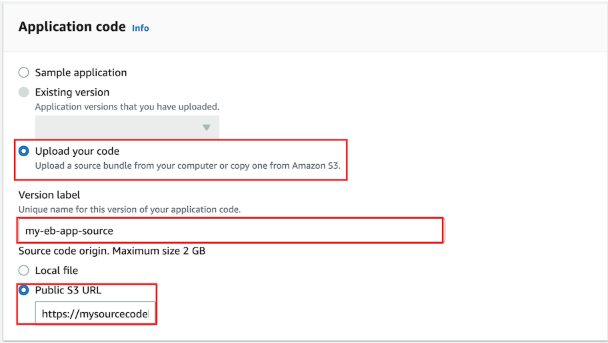 Application code Info
Sample application
Existing version
Application versions that you have uploaded.
Upload your code
Upload a source bundle from your computer or copy one from Amazon S3.
Version label
Unique name for this version of your application code.
my-eb-app-source
Source code origin. Maximum size 2 GB
Local file
Public S3 URL
https://mysourcecode